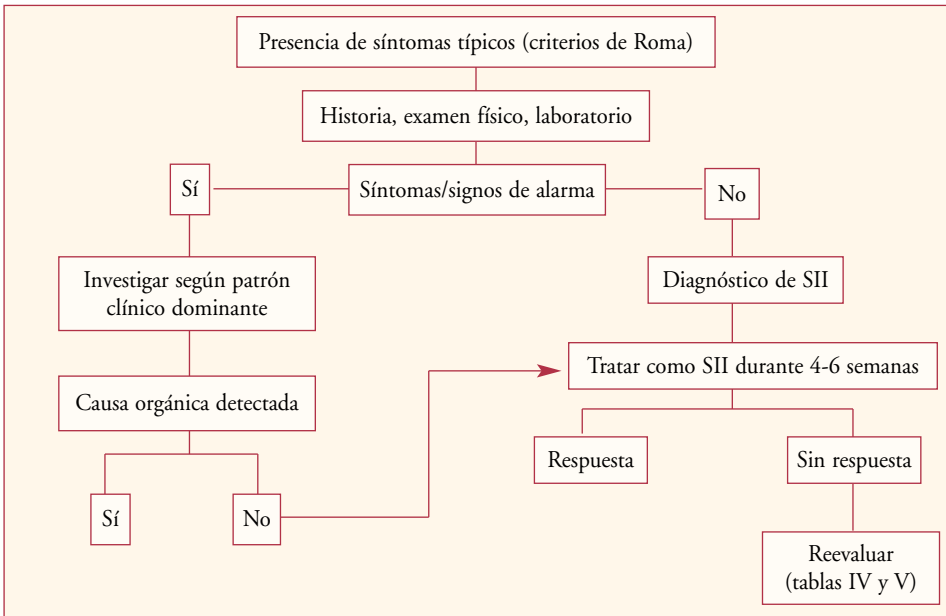 Presencia de síntomas típicos (criterios de Roma)
Historia, examen físico, laboratorio
Sí
Síntomas/signos de alarma
No
Investigar según patrón
clínico dominante
Diagnóstico de SII
Tratar como SII durante 4-6 semanas
Causa orgánica detectada
Respuesta
Sin respuesta
Sí
No
Reevaluar
(tablas IV y V)